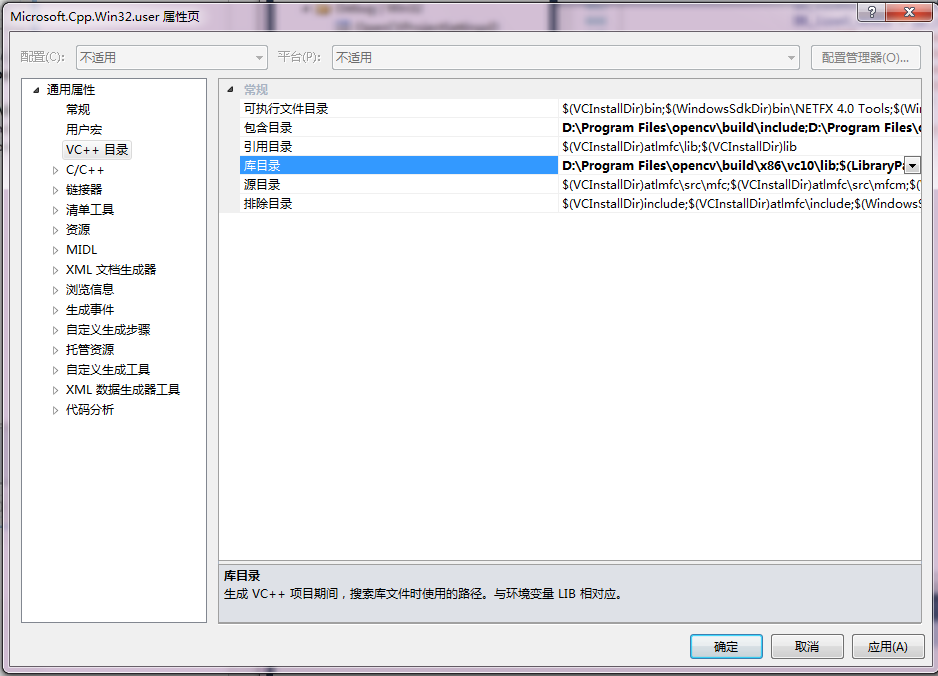 Microsoft.Cpp.Win32.user 属性页
配置(C): 不适用 平台(P): 不适用 配置管理器(O)...
通用属性
常规
用户宏
VC++ 目录
C/C++
链接器
清单工具
资源
MIDL
XML 文档生成器
浏览信息
生成事件
自定义生成步骤
托管资源
自定义生成工具
XML 数据生成器工具
代码分析
常规
可执行文件目录 $(VCInstallDir)bin;$(WindowsSdkDir)bin\NETFX 4.0 Tools;$(Win
包含目录 D:\Program Files\opencv\build\include;D:\Program Files\
引用目录 $(VCInstallDir)atlmfc\lib;$(VCInstallDir)lib
库目录 D:\Program Files\opencv\build\x86\vc10\lib;$(LibraryPa
源目录 $(VCInstallDir)atlmfc\src\mfc;$(VCInstallDir)atlmfc\src\mfcm;$(
排除目录 $(VCInstallDir)include;$(VCInstallDir)atlmfc\include;$(Windows
库目录
生成 VC++ 项目期间，搜索库文件时使用的路径。与环境变量 LIB 相对应。
确定 取消 应用(A)